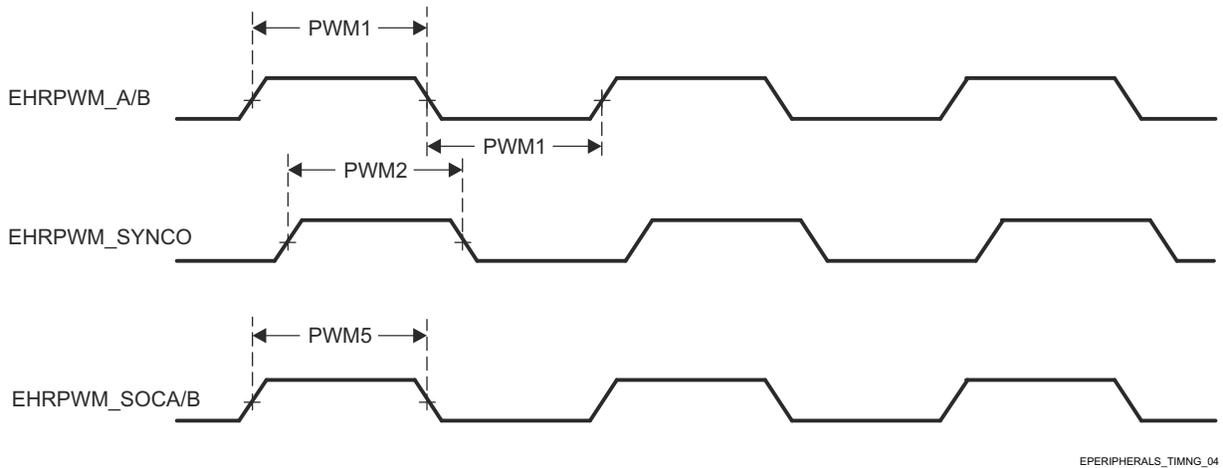 PWM1
EHRPWM_A/B
PWM1
PWM2
EHRPWM_SYNCO
PWM5
EHRPWM_SOCA/B
EPERIPHERALS_TIMNG_04